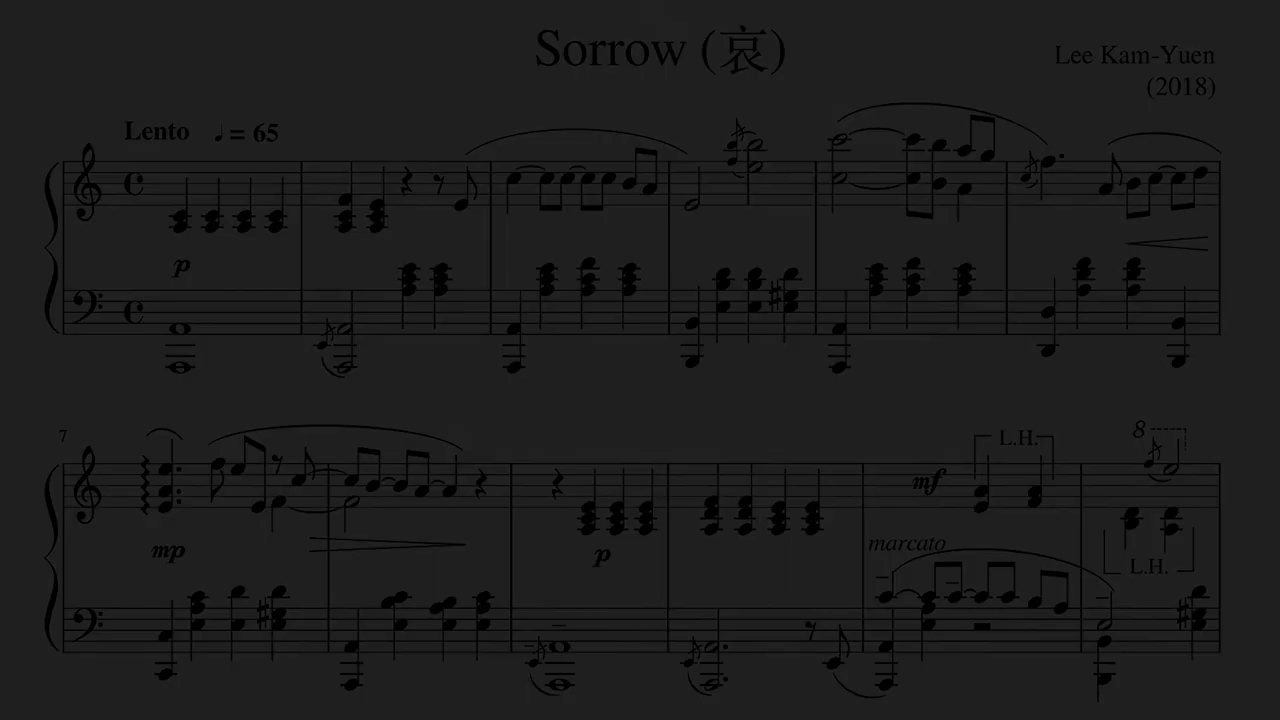 Sorrow (哀)
Lee Kam-Yuen
(2018)
Lento ♩= 65
p
7
L.H.
8
mf
mp
p
marcato
L.H.